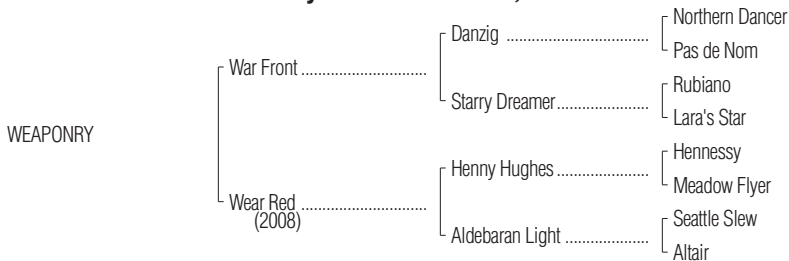 Northern Dancer
Danzig ................................
Pas de Nom
War Front ............................
Rubiano
Starry Dreamer.....................
Lara's Star
WEAPONRY
Hennessy
Henny Hughes .....................
Meadow Flyer
Wear Red ............................
(2008)
Seattle Slew
Aldebaran Light ...................
Altair